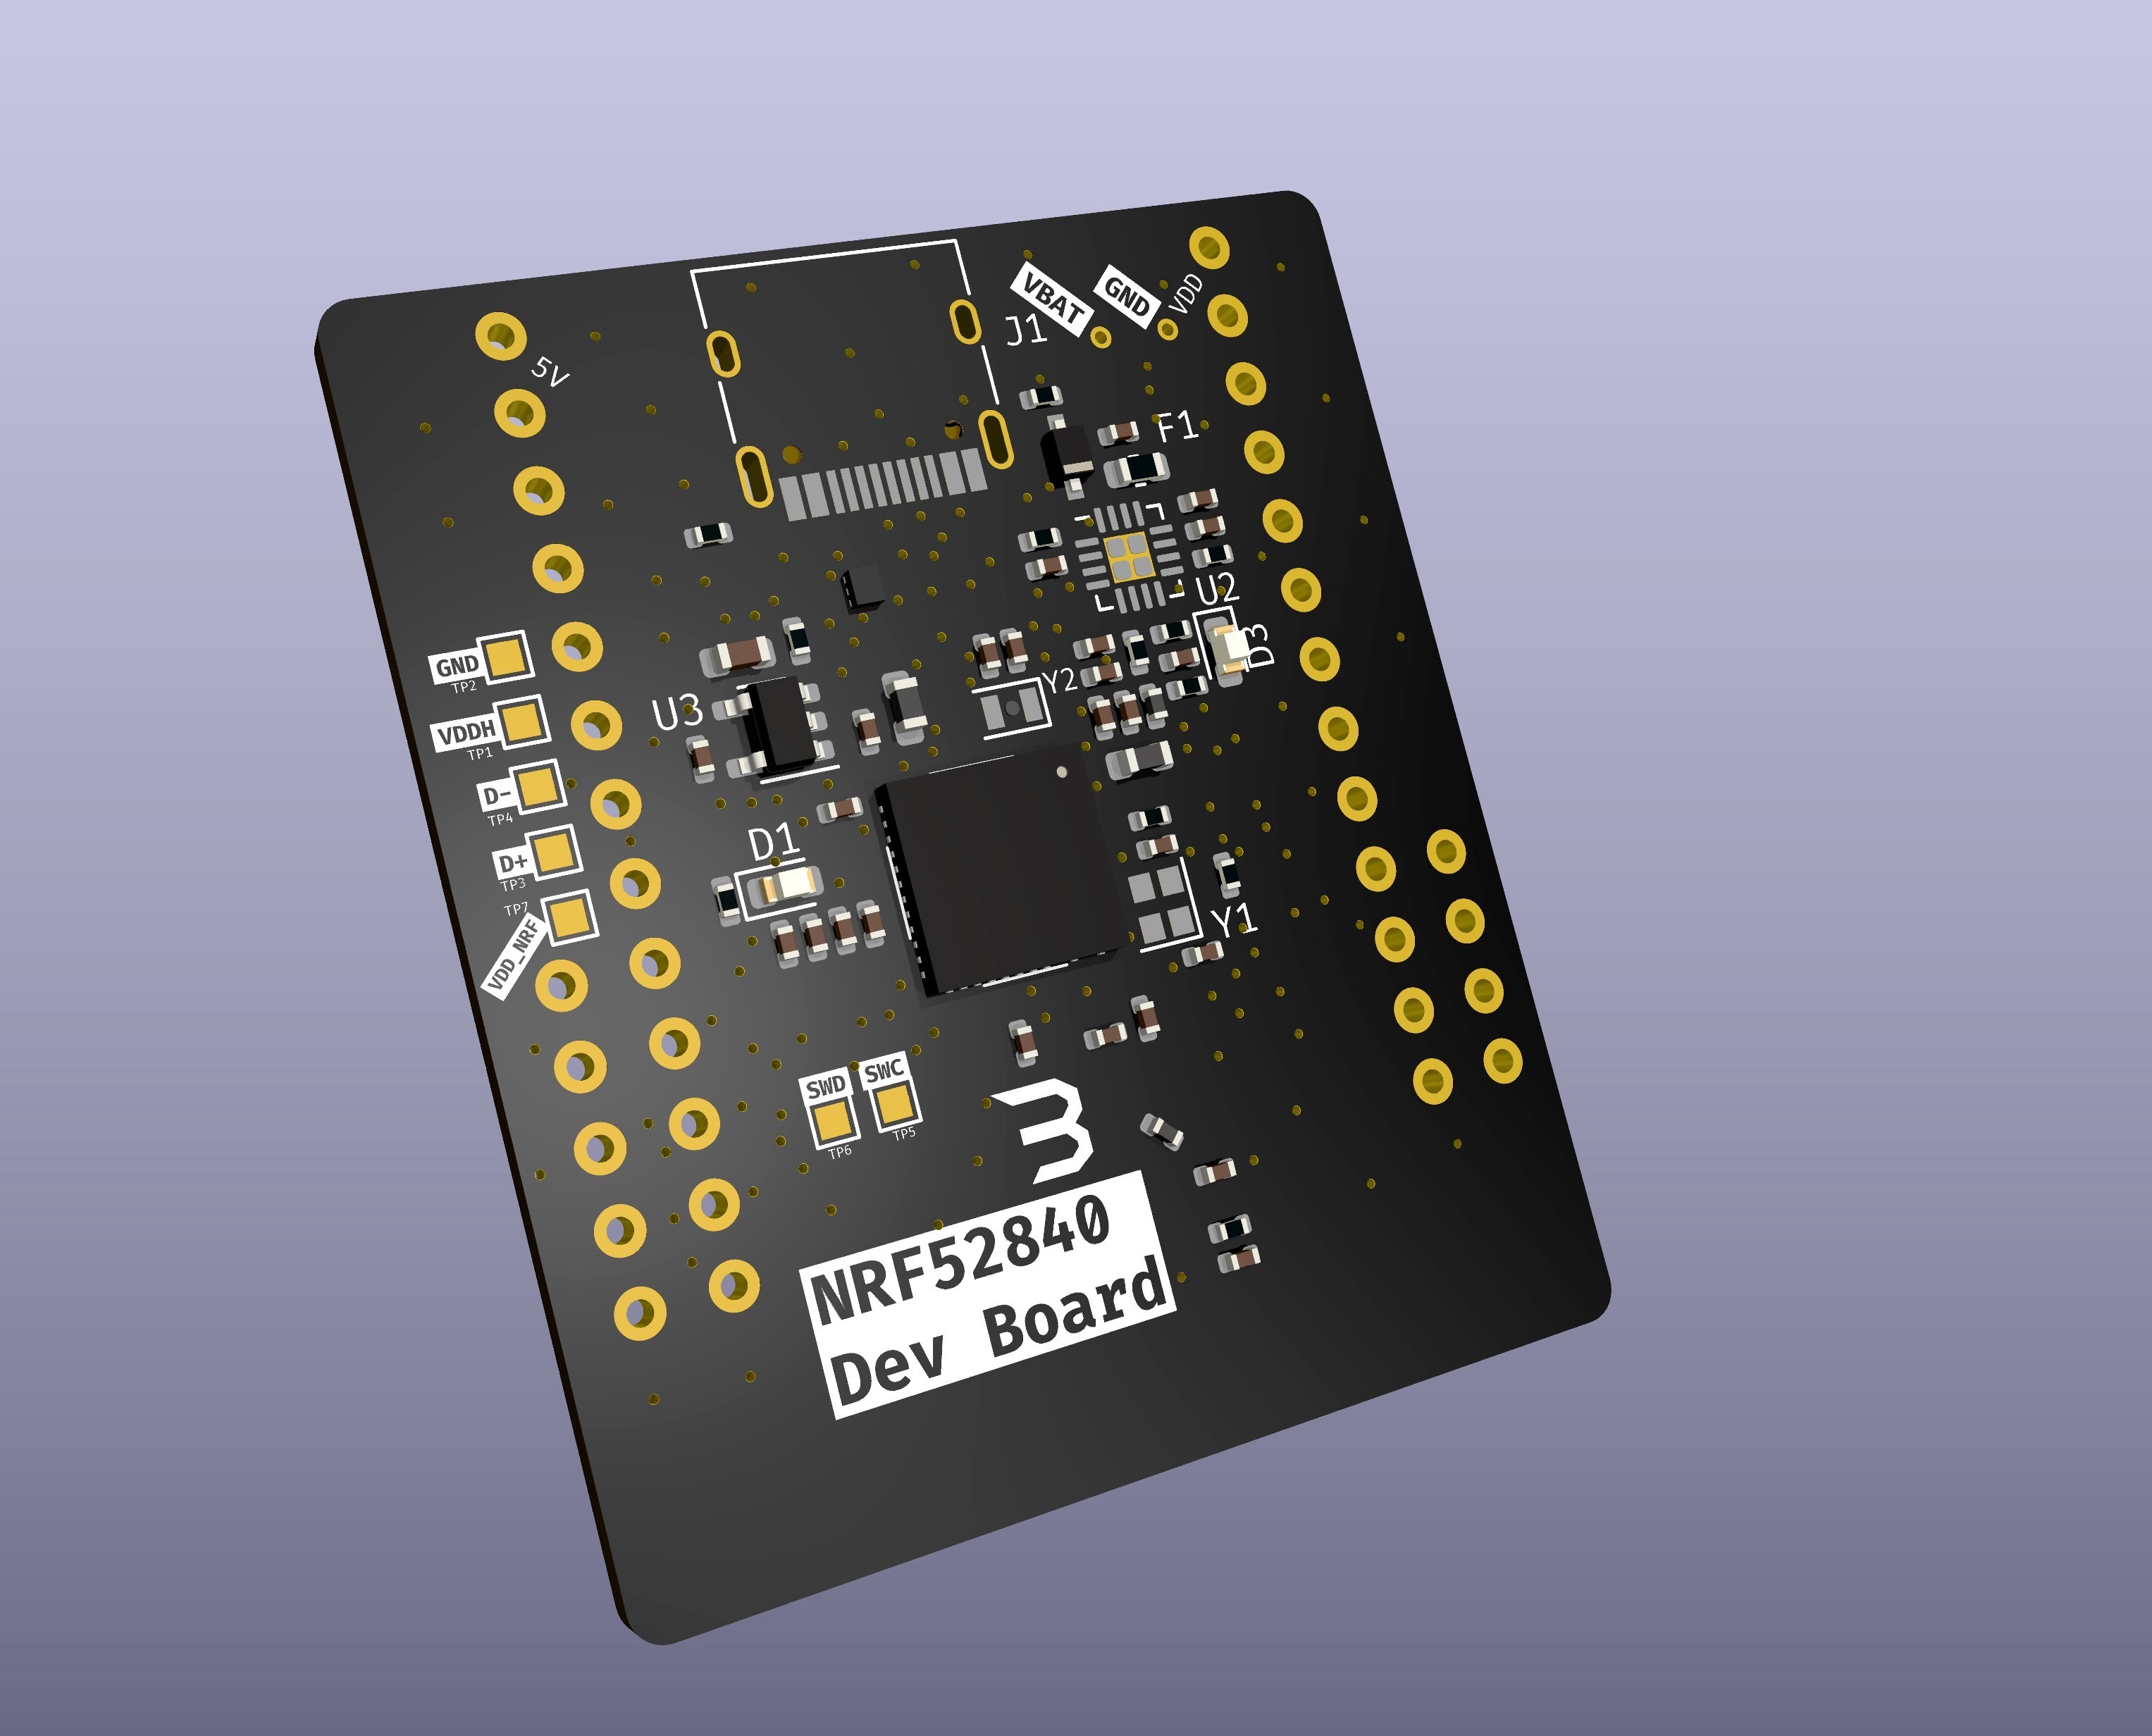 VBAT
GND
VDD
J1
5V
F1
U2
D3
GND
TP2
Y2
U3
VDDH
TP1
D-
TP4
D1
D+
TP3
TP7
VDD_NRF
Y1
SWD
SWC
TP6
TP5
NRF52840
Dev Board